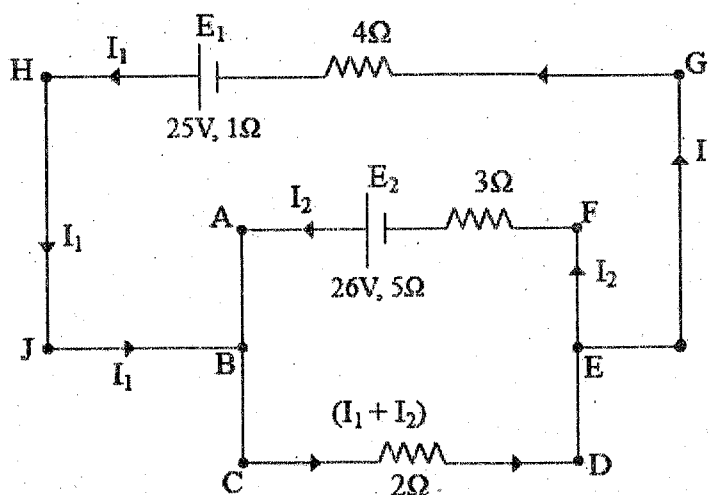 E₁
I₁
4Ω
H
G
25V, 1Ω
I
E₂
3Ω
I₂
A
F
I₁
26V, 5Ω
I₂
J
I₁
B
E
(I₁ + I₂)
C
2Ω
D